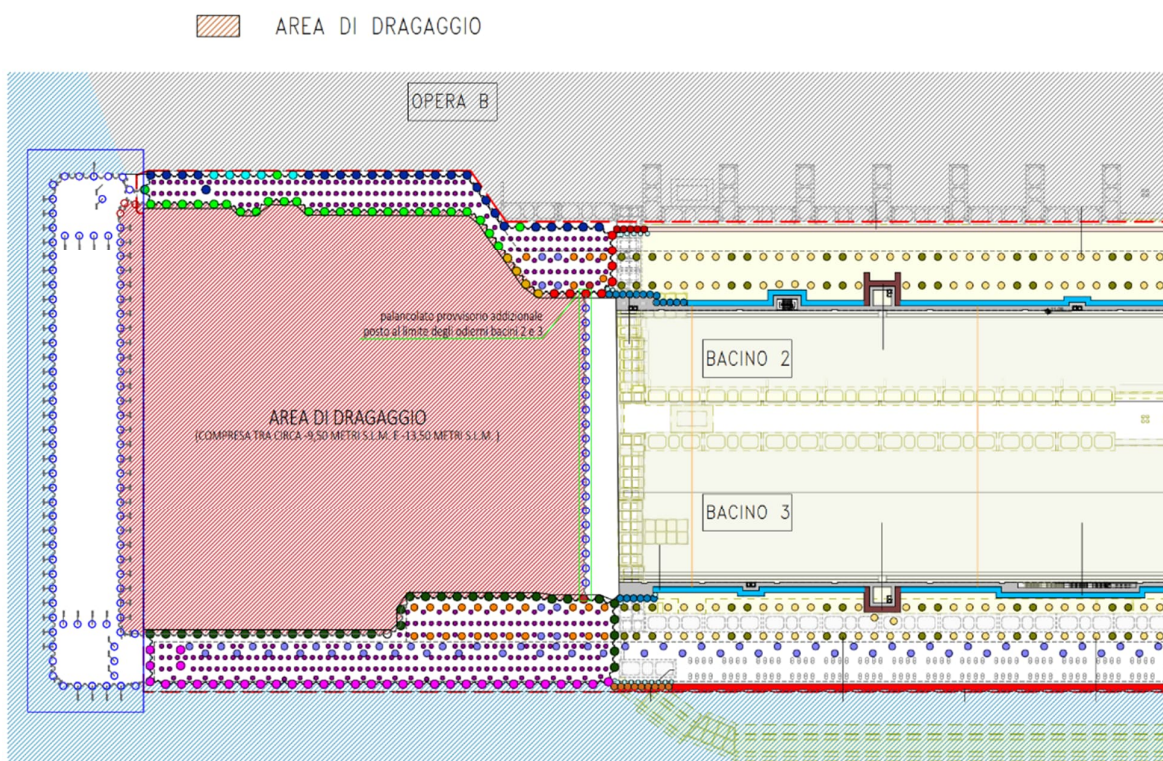 AREA DI DRAGAGGIO
OPERA B
palancolato provvisorio addizionale
posto al limite degli odierni bacini 2 e 3
BACINO 2
AREA DI DRAGAGGIO
(COMPRESA TRA CIRCA -9,50 METRI S.L.M. E -13,50 METRI S.L.M. )
BACINO 3